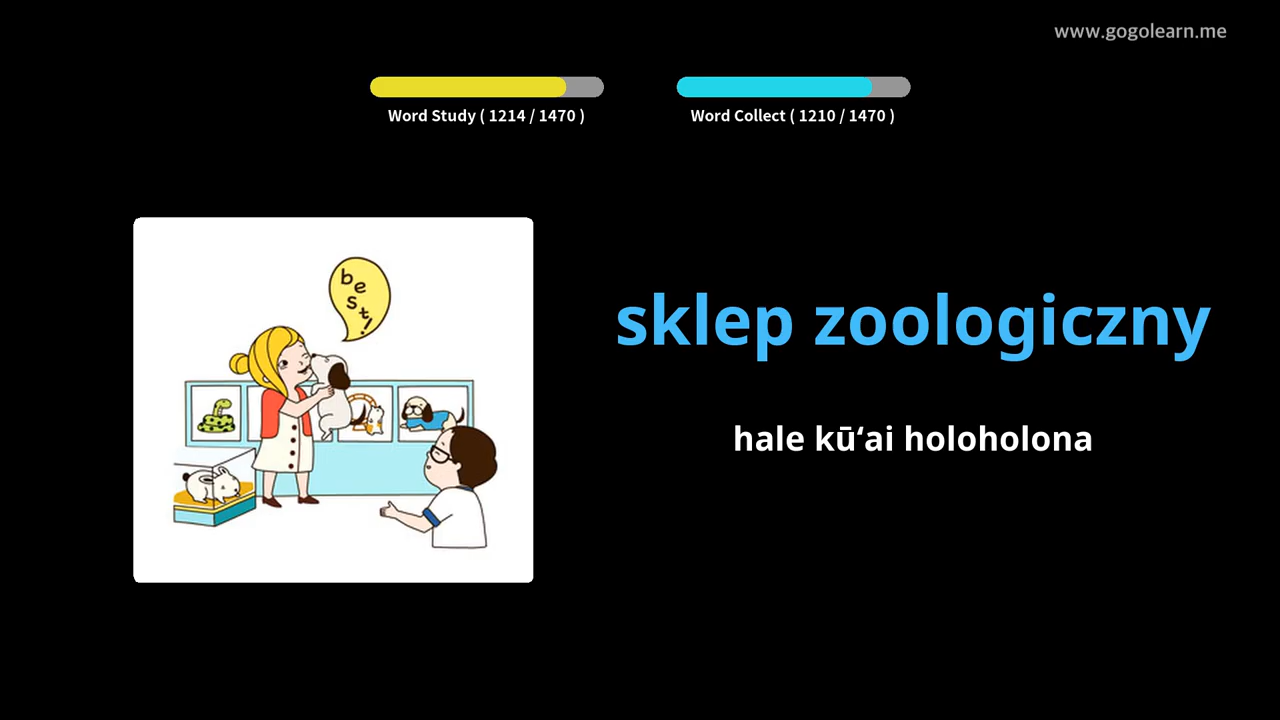 www.gogolearn.me
Word Study ( 1214 / 1470 )
Word Collect ( 1210 / 1470 )
best!
sklep zoologiczny
hale kūʻai holoholona